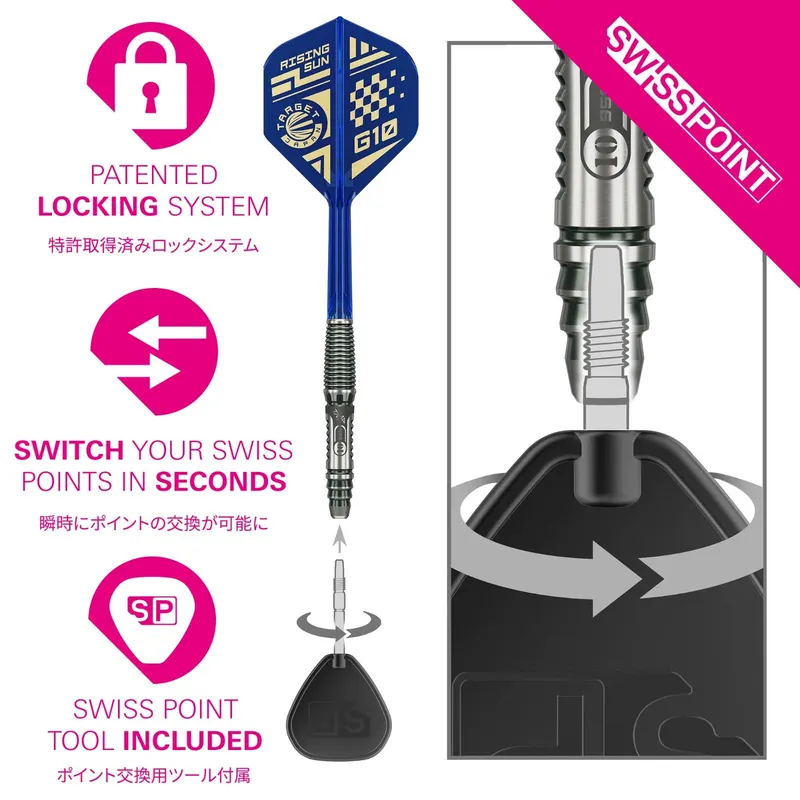 PATENTED
LOCKING SYSTEM
特許取得済みロックシステム
SWITCH YOUR SWISS
POINTS IN SECONDS
瞬時にポイントの交換が可能に
SP
SWISS POINT
TOOL INCLUDED
ポイント交換用ツール付属
RISING
SUN
TARGET
JAPAN
G10
10
SWISSPOINT